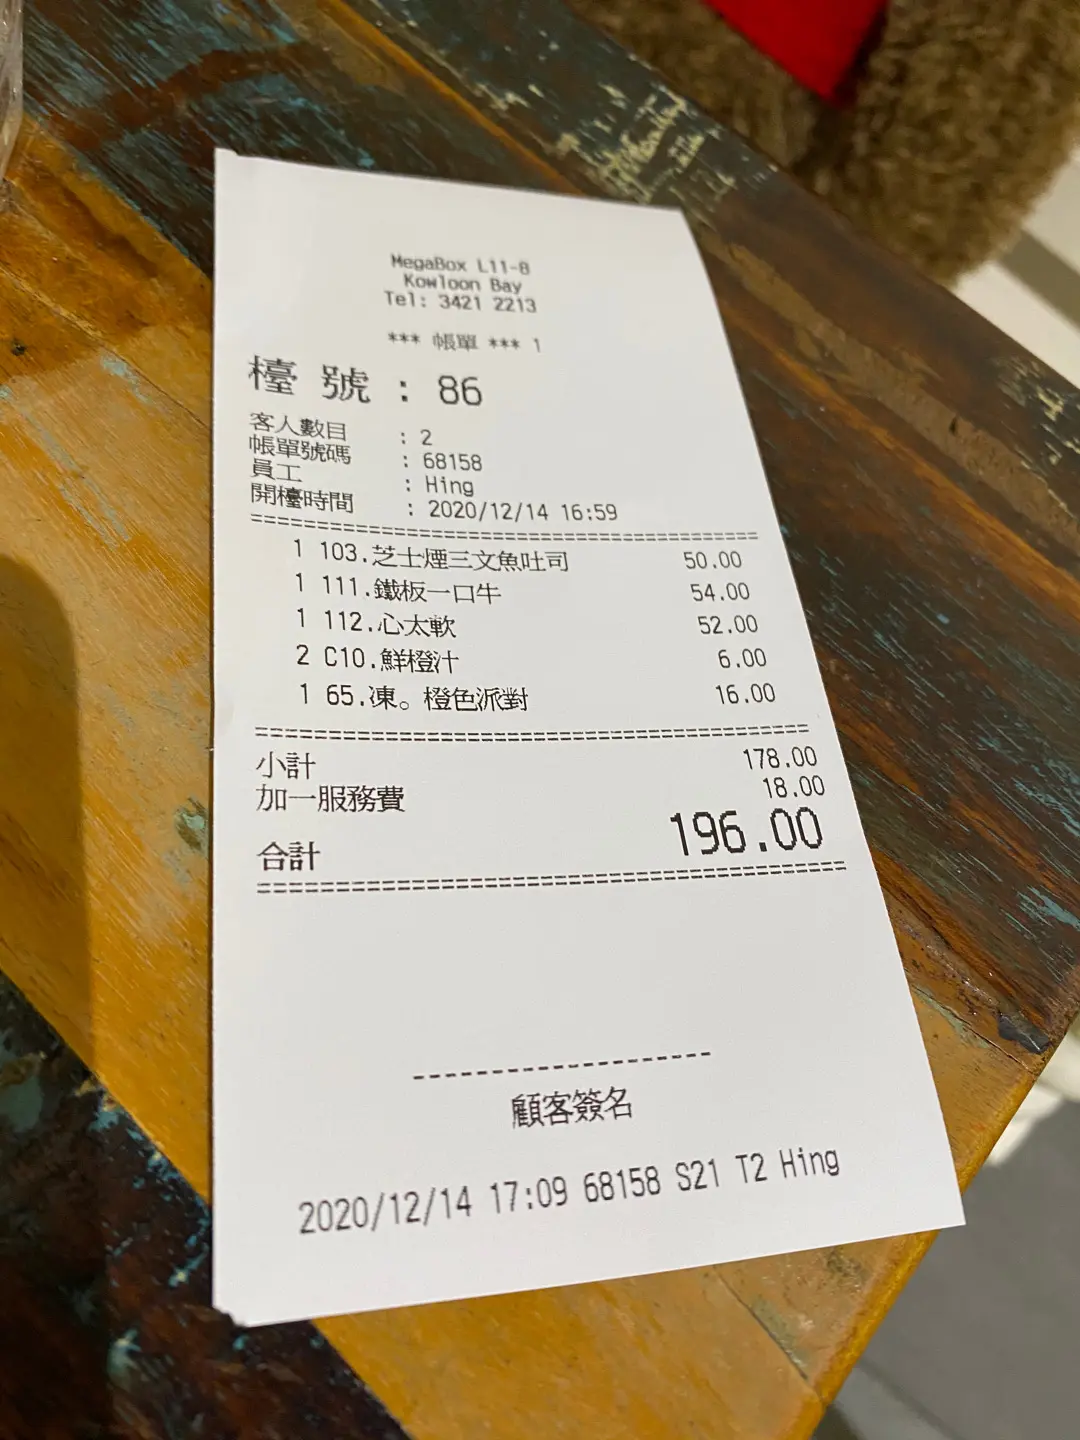 MegaBox L11-8
Kowloon Bay
Tel: 3421 2213
*** 帳單 *** 1
檯 號 : 86
客人數目 : 2
帳單號碼 : 68158
員工 : Hing
開檯時間 : 2020/12/14 16:59
1 103.芝士煙三文魚吐司 50.00
1 111.鐵板一口牛 54.00
1 112.心太軟 52.00
2 C10.鮮橙汁 6.00
1 65.凍。橙色派對 16.00
小計 178.00
加一服務費 18.00
合計 196.00
顧客簽名
2020/12/14 17:09 68158 S21 T2 Hing